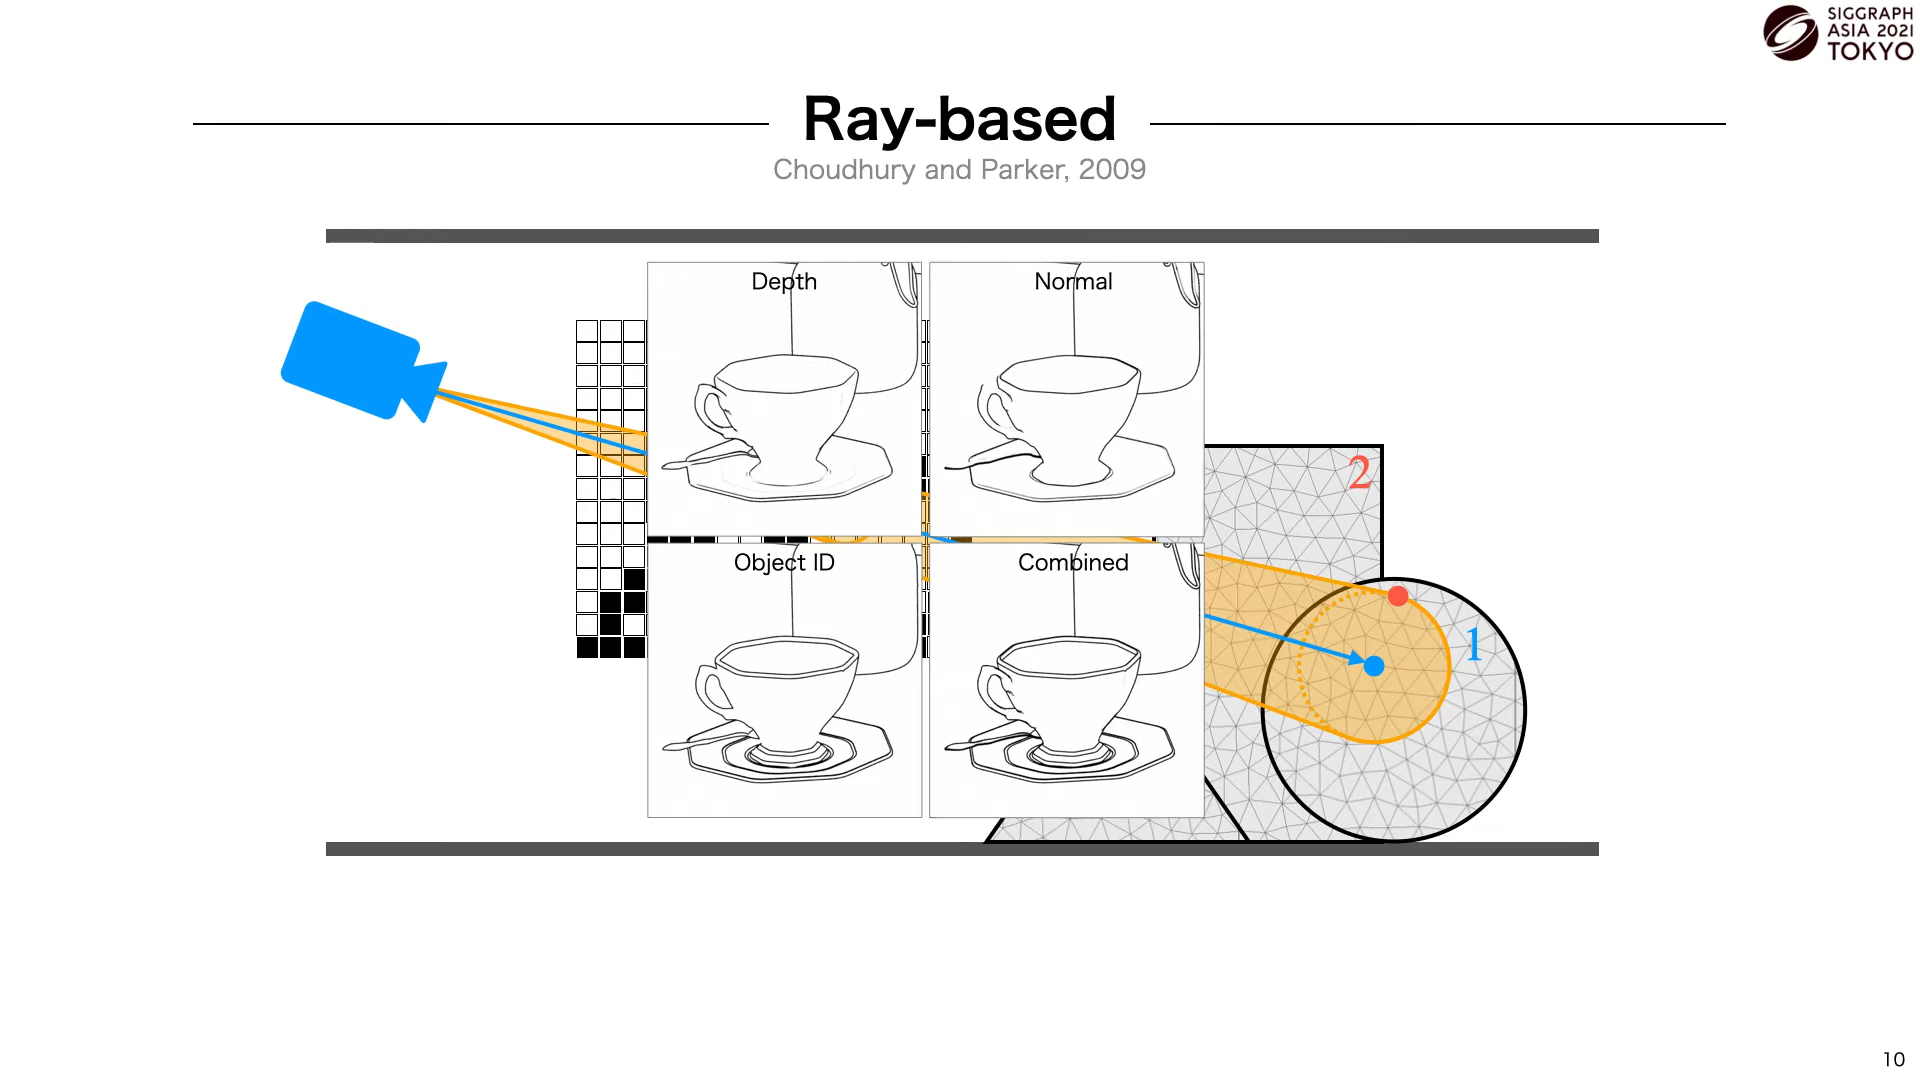 SIGGRAPH
ASIA 2021
TOKYO
Ray-based
Choudhury and Parker, 2009
Depth
Normal
2
Object ID
Combined
1
10